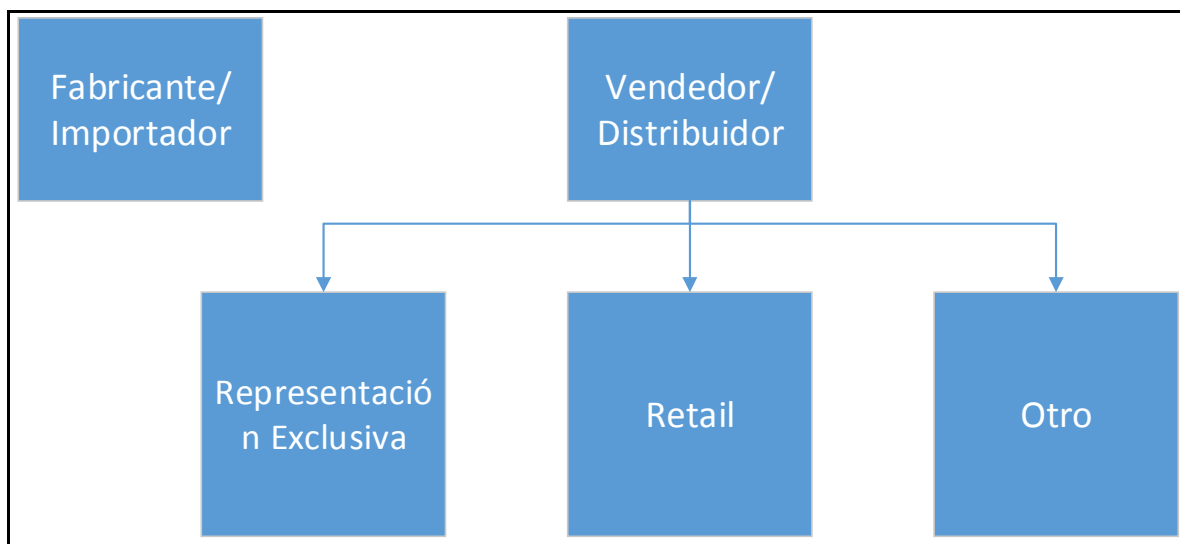 Fabricante/
Importador
Vendedor/
Distribuidor
Representació
n Exclusiva
Retail
Otro